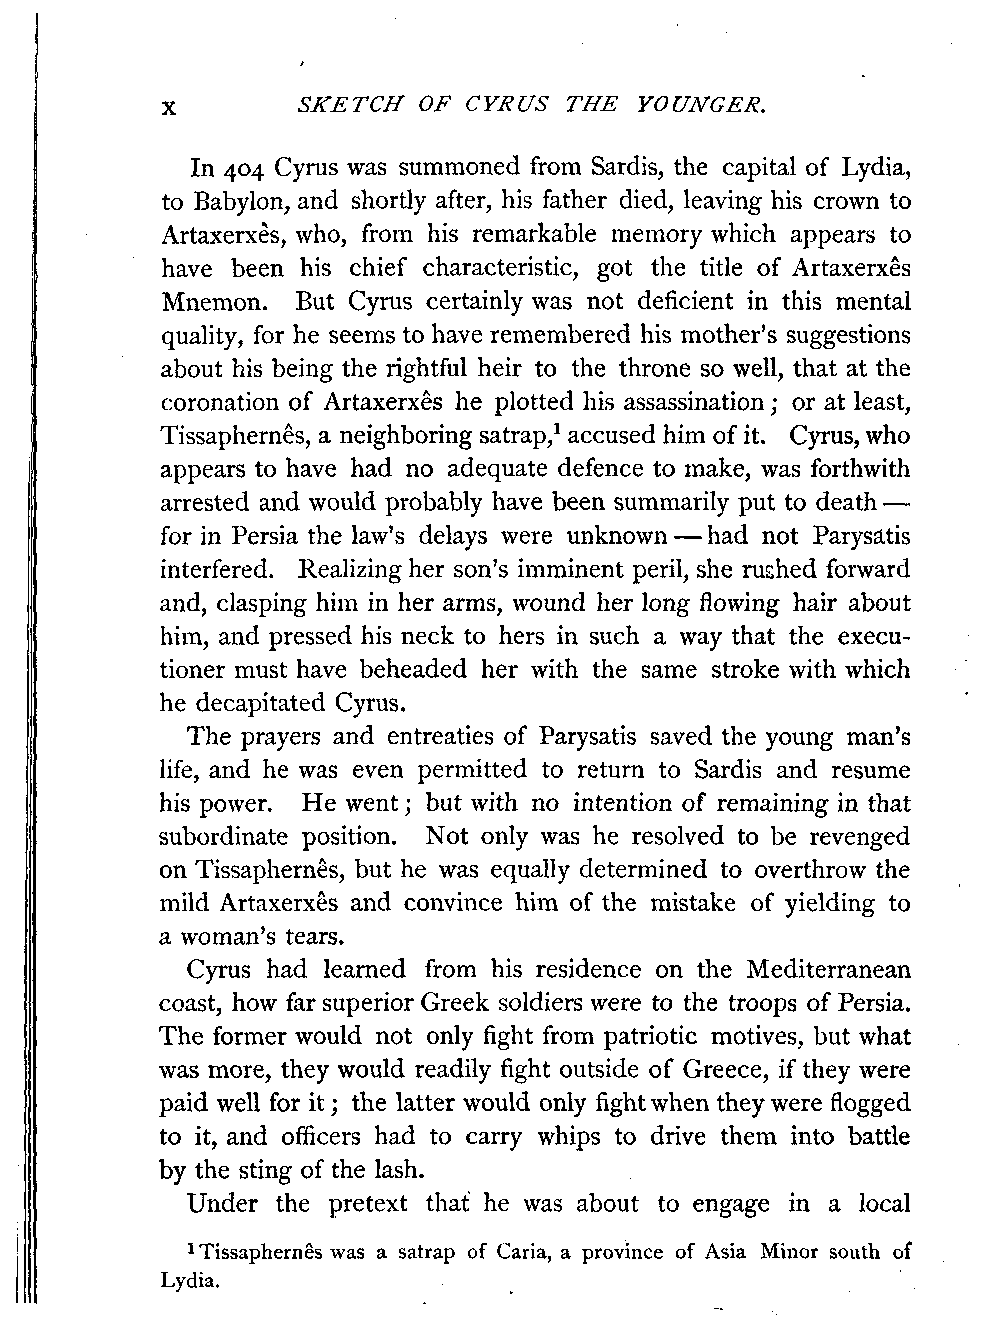 x SKETCH OF CYRUS THE YOUNGER.
In 404 Cyrus was summoned from Sardis, the capital of Lydia,
to Babylon, and shortly after, his father died, leaving his crown to
Artaxerxès, who, from his remarkable memory which appears to
have been his chief characteristic, got the title of Artaxerxês
Mnemon. But Cyrus certainly was not deficient in this mental
quality, for he seems to have remembered his mother's suggestions
about his being the rightful heir to the throne so well, that at the
coronation of Artaxerxês he plotted his assassination; or at least,
Tissaphernês, a neighboring satrap,¹ accused him of it. Cyrus, who
appears to have had no adequate defence to make, was forthwith
arrested and would probably have been summarily put to death —
for in Persia the law's delays were unknown — had not Parysatis
interfered. Realizing her son's imminent peril, she rushed forward
and, clasping him in her arms, wound her long flowing hair about
him, and pressed his neck to hers in such a way that the execu-
tioner must have beheaded her with the same stroke with which
he decapitated Cyrus.
The prayers and entreaties of Parysatis saved the young man's
life, and he was even permitted to return to Sardis and resume
his power. He went; but with no intention of remaining in that
subordinate position. Not only was he resolved to be revenged
on Tissaphernês, but he was equally determined to overthrow the
mild Artaxerxês and convince him of the mistake of yielding to
a woman's tears.
Cyrus had learned from his residence on the Mediterranean
coast, how far superior Greek soldiers were to the troops of Persia.
The former would not only fight from patriotic motives, but what
was more, they would readily fight outside of Greece, if they were
paid well for it; the latter would only fight when they were flogged
to it, and officers had to carry whips to drive them into battle
by the sting of the lash.
Under the pretext that he was about to engage in a local
¹ Tissaphernês was a satrap of Caria, a province of Asia Minor south of
Lydia.